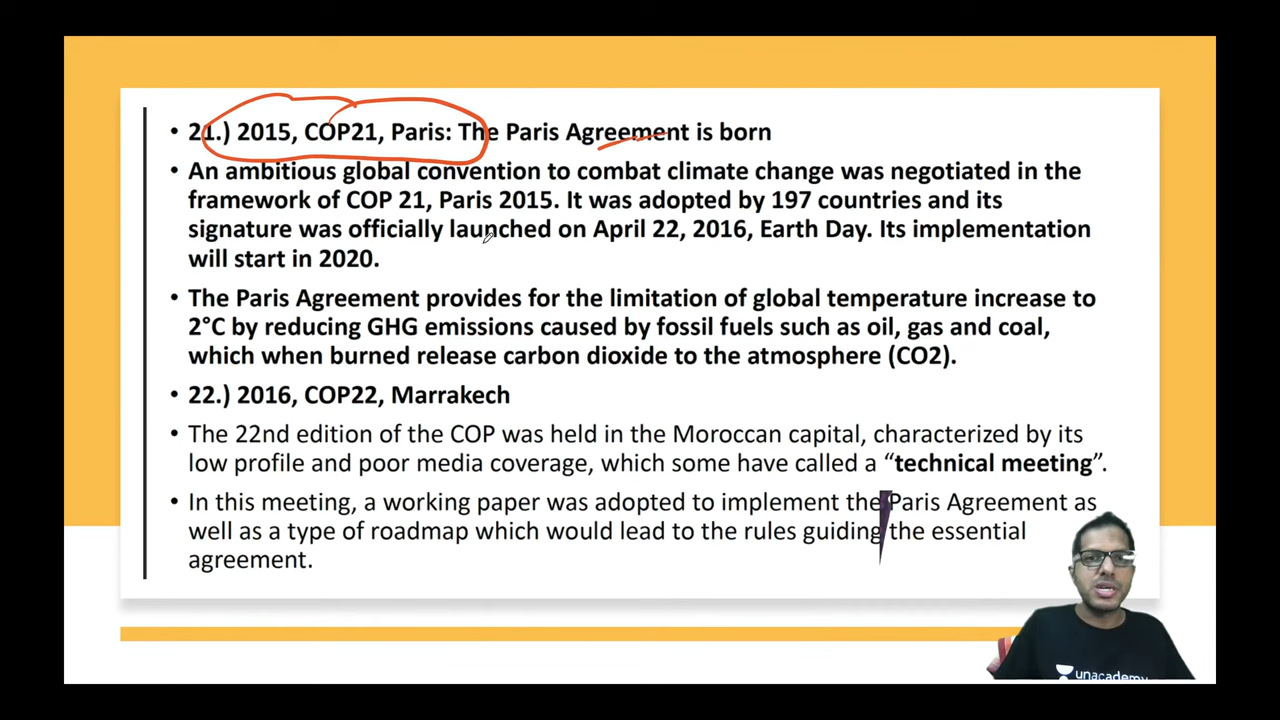 • 21.) 2015, COP21, Paris: The Paris Agreement is born
• An ambitious global convention to combat climate change was negotiated in the
framework of COP 21, Paris 2015. It was adopted by 197 countries and its
signature was officially launched on April 22, 2016, Earth Day. Its implementation
will start in 2020.
• The Paris Agreement provides for the limitation of global temperature increase to
2°C by reducing GHG emissions caused by fossil fuels such as oil, gas and coal,
which when burned release carbon dioxide to the atmosphere (CO2).
• 22.) 2016, COP22, Marrakech
• The 22nd edition of the COP was held in the Moroccan capital, characterized by its
low profile and poor media coverage, which some have called a “technical meeting”.
• In this meeting, a working paper was adopted to implement the Paris Agreement as
well as a type of roadmap which would lead to the rules guiding the essential
agreement.
unacademy